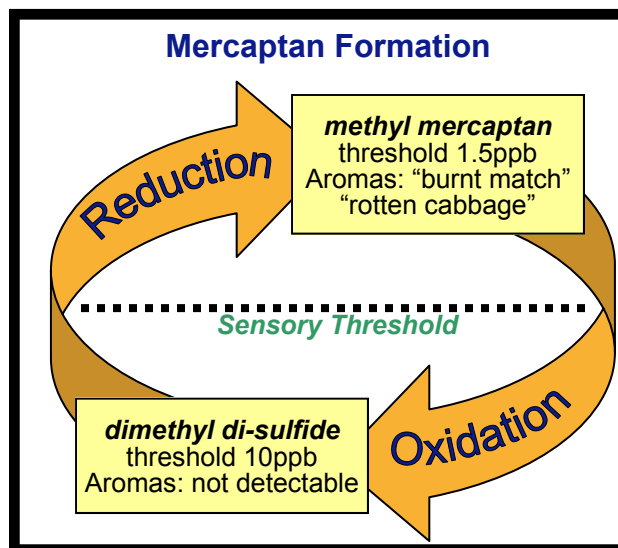 Mercaptan Formation
Reduction
methyl mercaptan
threshold 1.5ppb
Aromas: “burnt match”
“rotten cabbage”
Sensory Threshold
dimethyl di-sulfide
threshold 10ppb
Aromas: not detectable
Oxidation